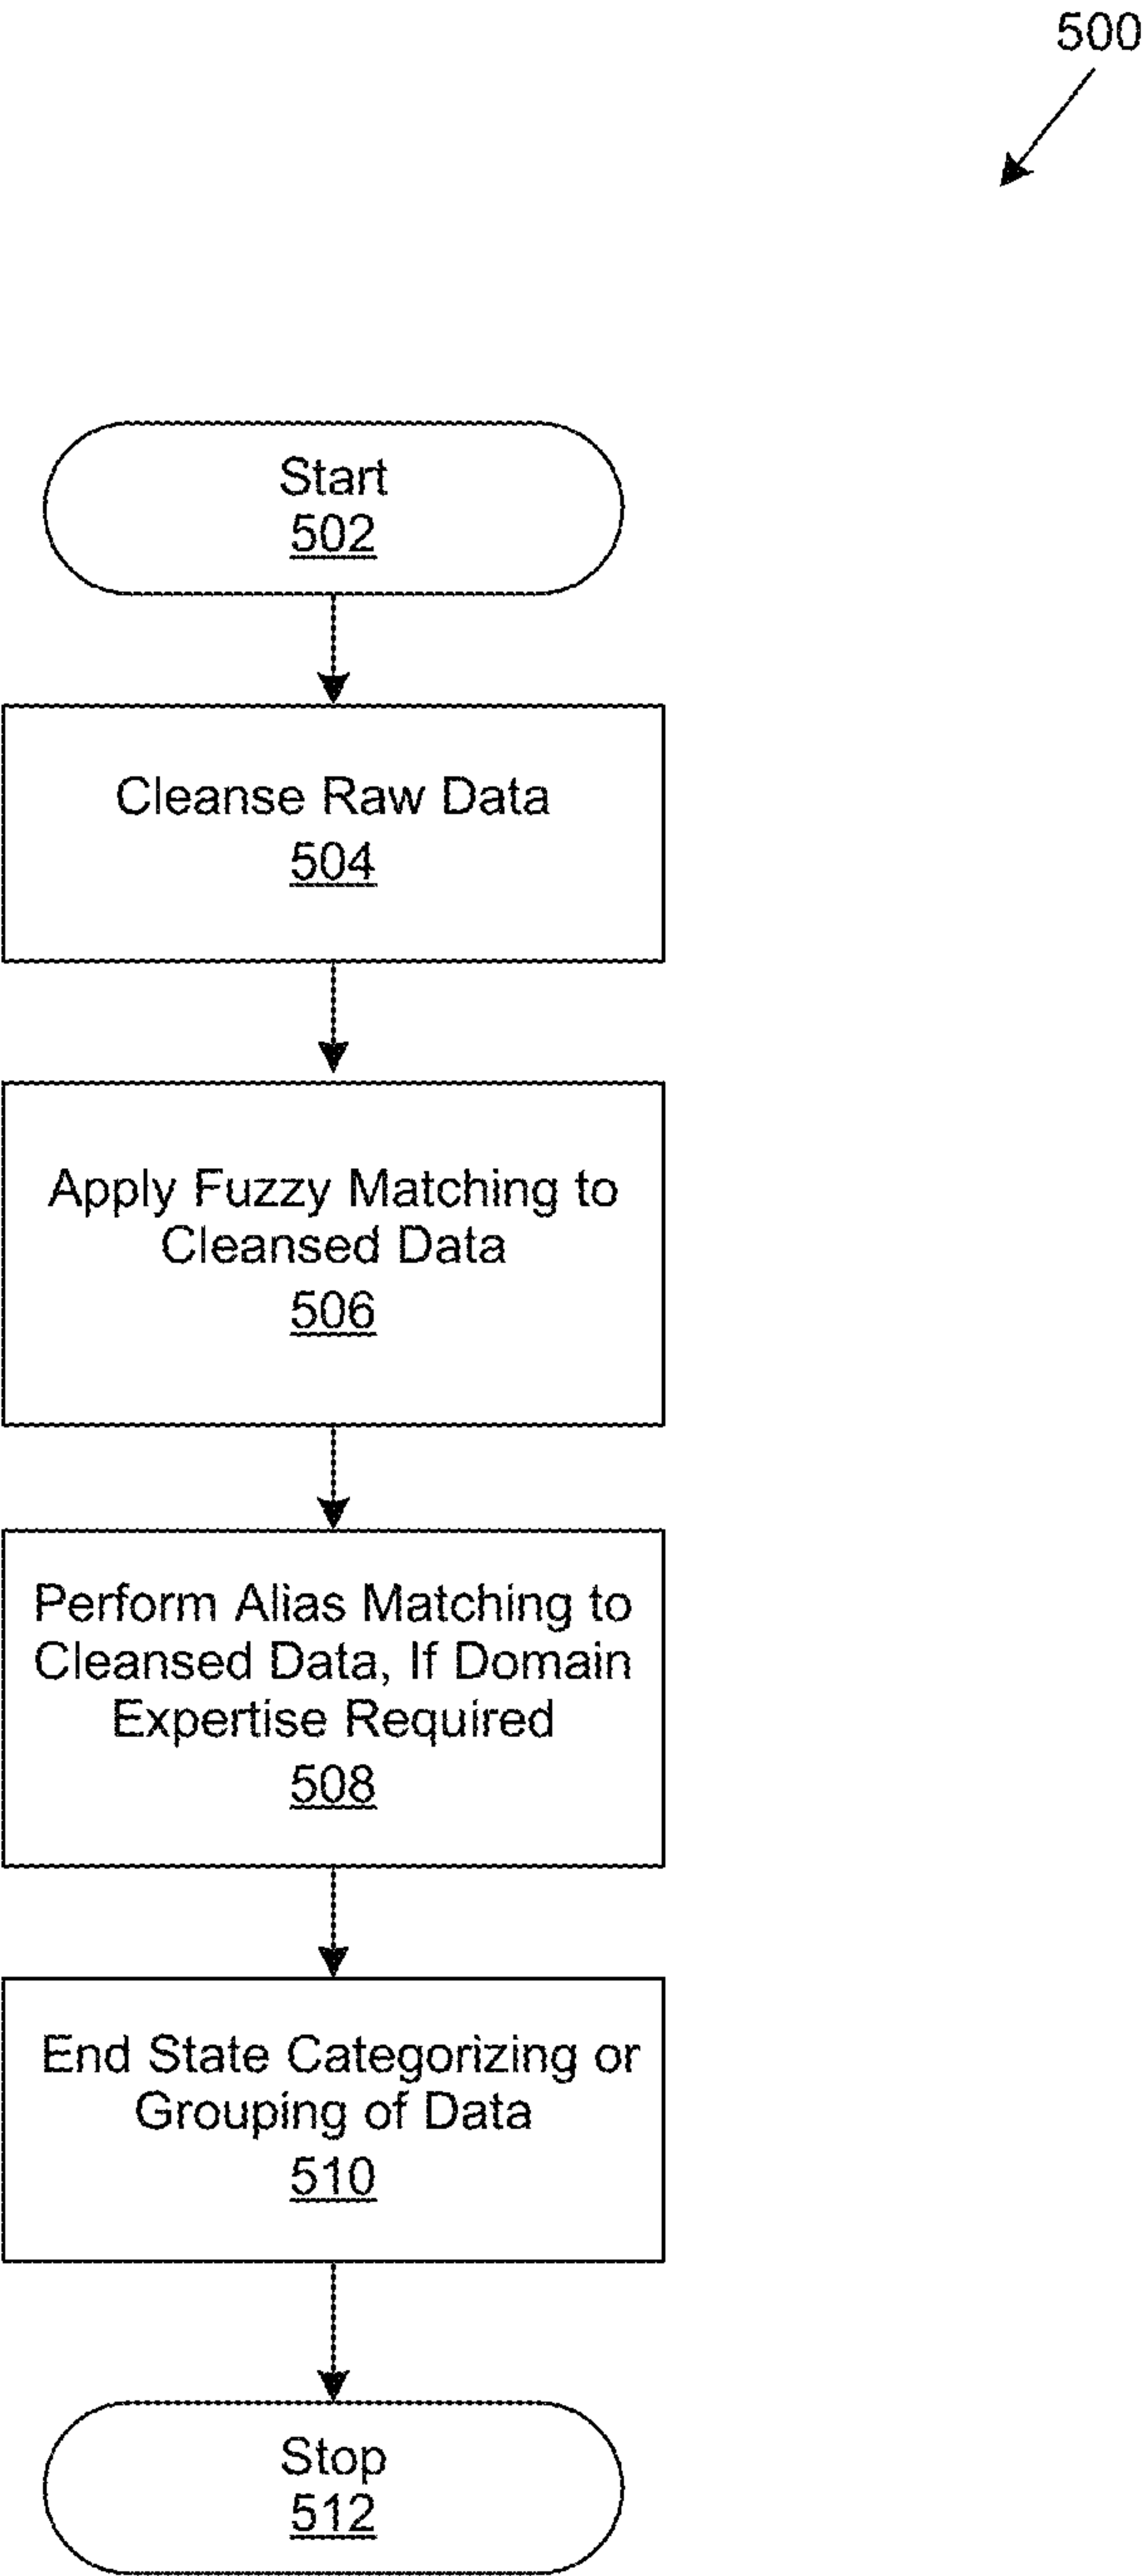 500
Start
502
Cleanse Raw Data
504
Apply Fuzzy Matching to
Cleansed Data
506
Perform Alias Matching to
Cleansed Data, If Domain
Expertise Required
508
End State Categorizing or
Grouping of Data
510
Stop
512